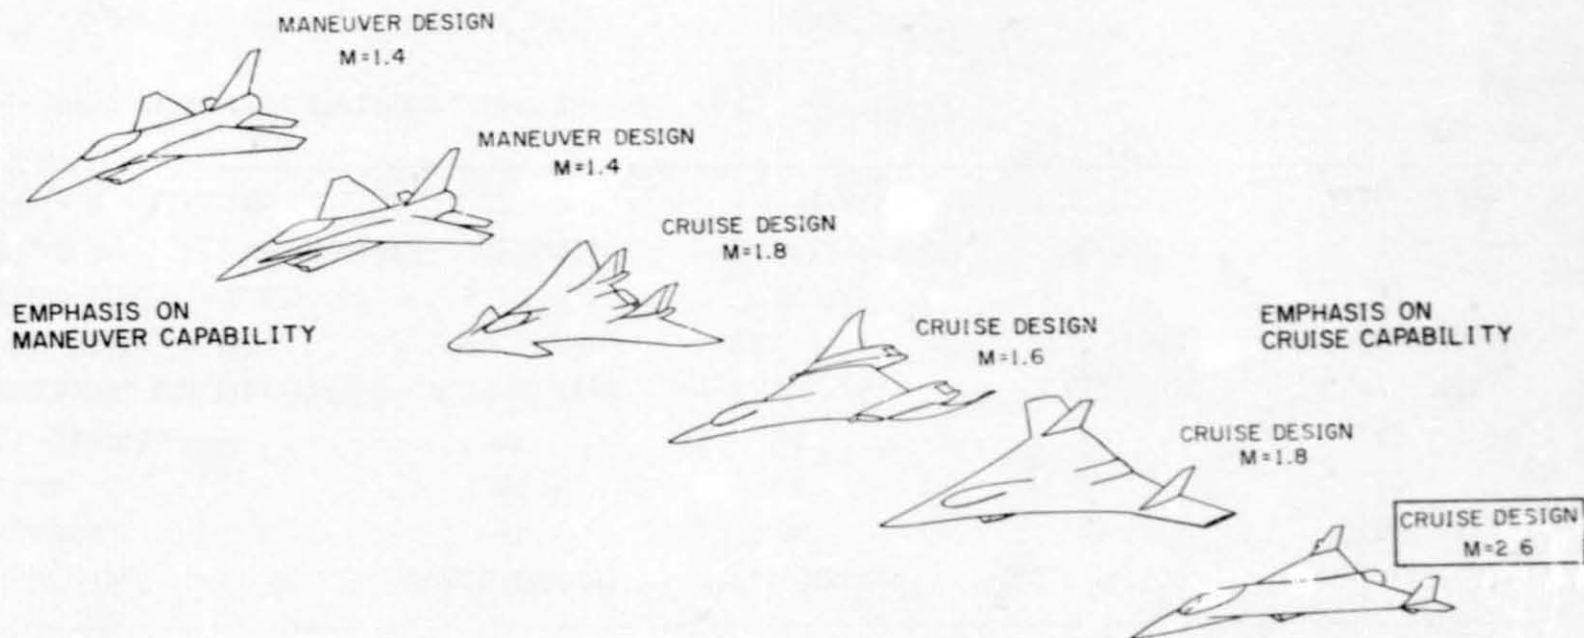 MANEUVER DESIGN
M=1.4
MANEUVER DESIGN
M=1.4
CRUISE DESIGN
M=1.8
EMPHASIS ON
MANEUVER CAPABILITY
CRUISE DESIGN
M=1.6
EMPHASIS ON
CRUISE CAPABILITY
CRUISE DESIGN
M=1.8
CRUISE DESIGN
M=2.6